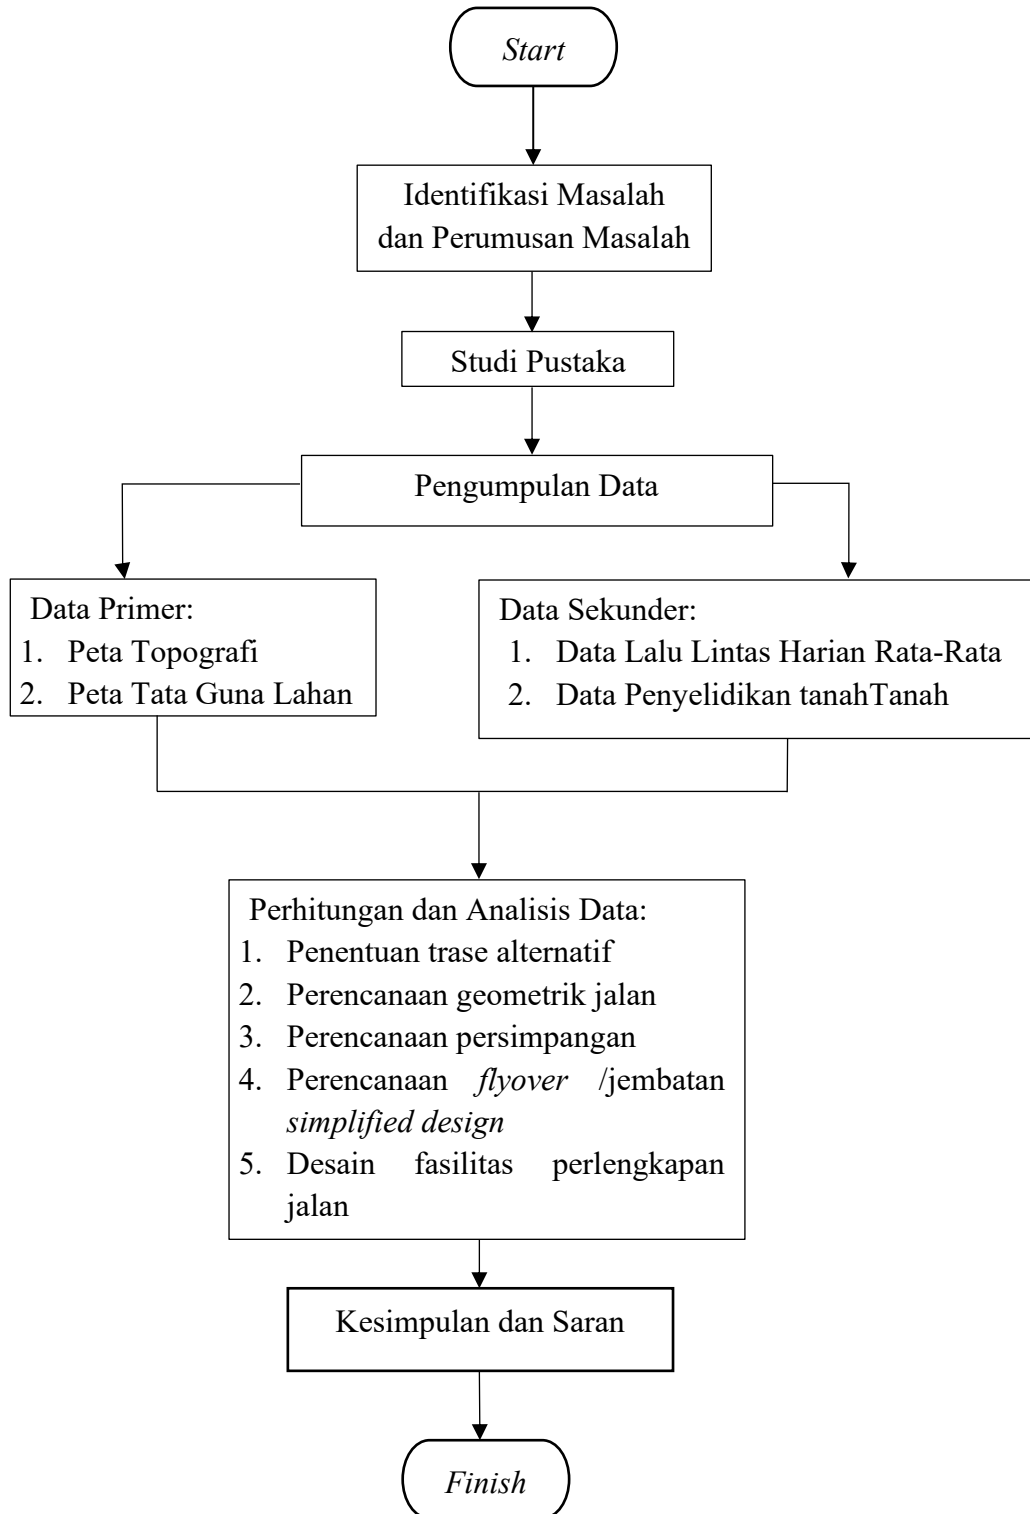 Start
Identifikasi Masalah
dan Perumusan Masalah
Studi Pustaka
Pengumpulan Data
Data Primer:
1. Peta Topografi
2. Peta Tata Guna Lahan
Data Sekunder:
1. Data Lalu Lintas Harian Rata-Rata
2. Data Penyelidikan tanahTanah
Perhitungan dan Analisis Data:
1. Penentuan trase alternatif
2. Perencanaan geometrik jalan
3. Perencanaan persimpangan
4. Perencanaan flyover /jembatan
simplified design
5. Desain fasilitas perlengkapan
jalan
Kesimpulan dan Saran
Finish